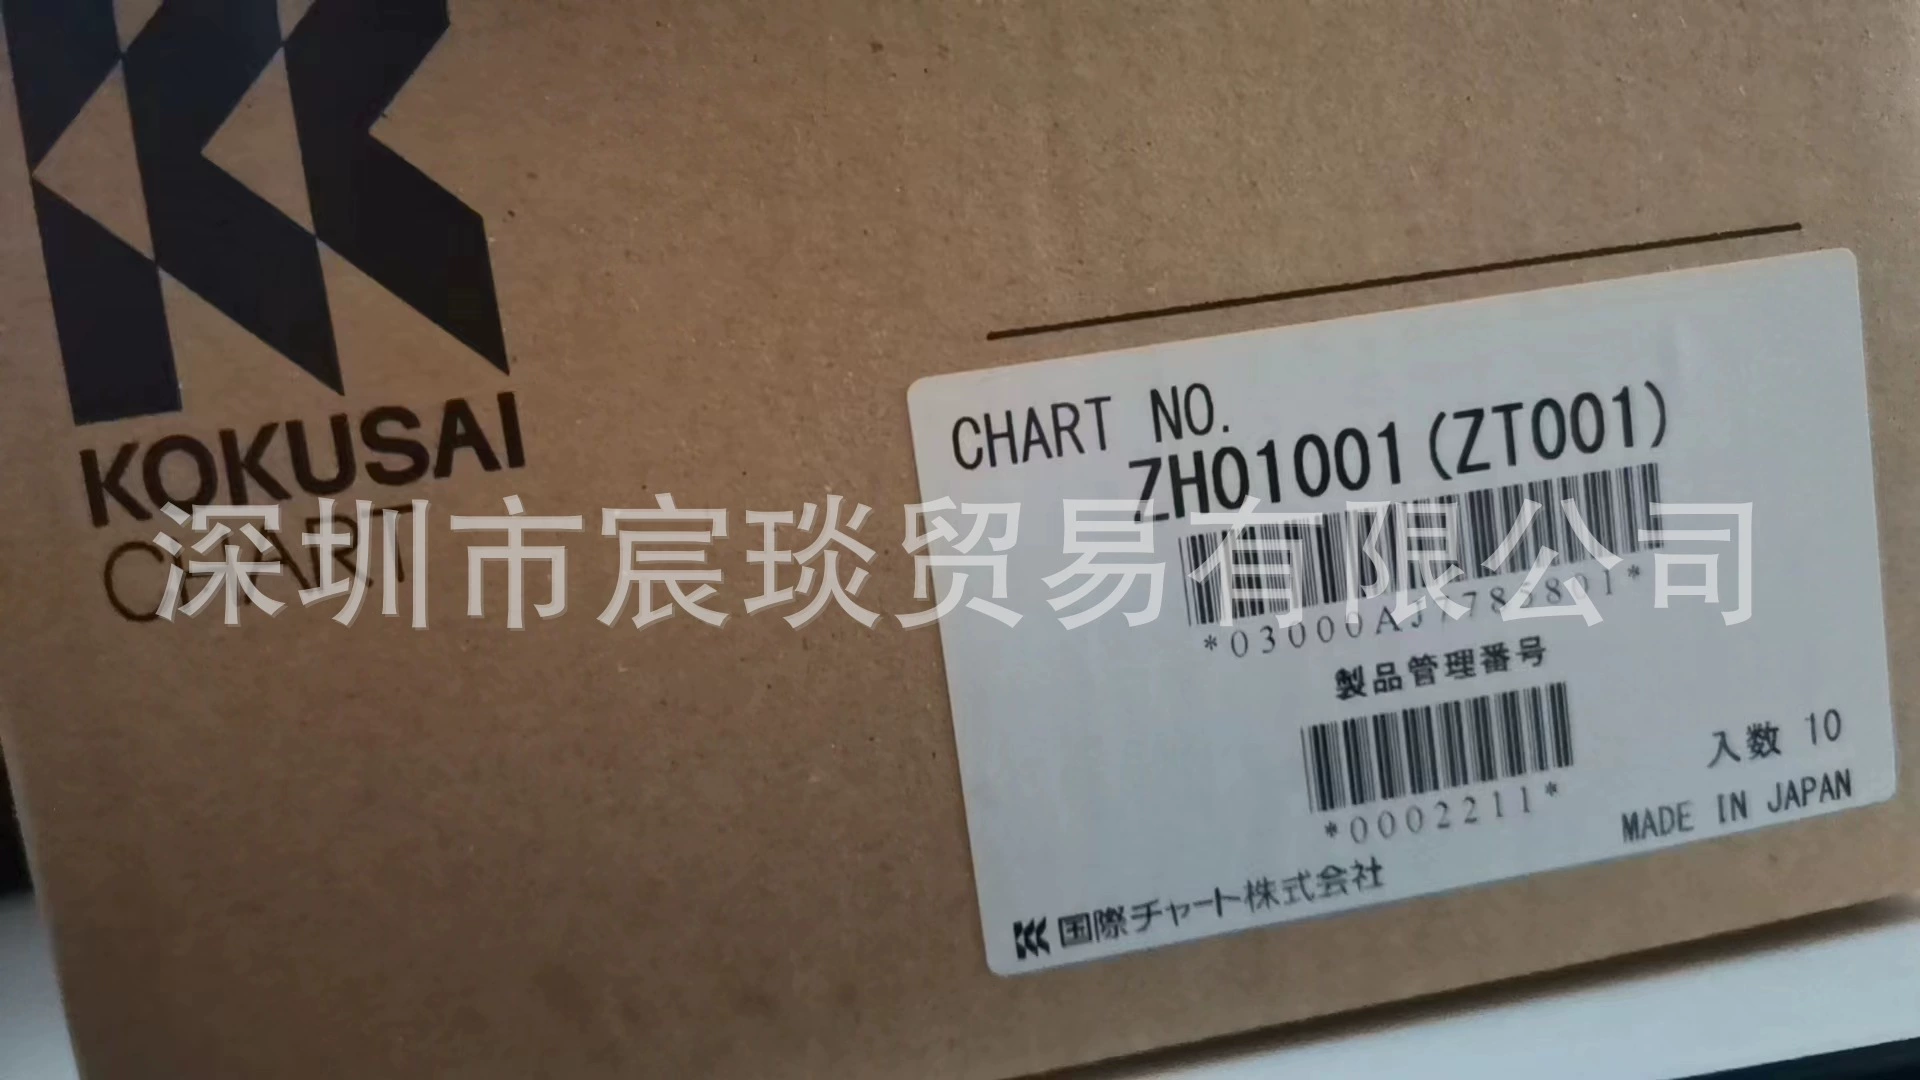 KOKUSAI
CHART
深圳市宸琰贸易有限公司
CHART NO.
ZH01001(ZT001)
製品管理番号
*0002211*
入数 10
MADE IN JAPAN
国際チャート株式会社